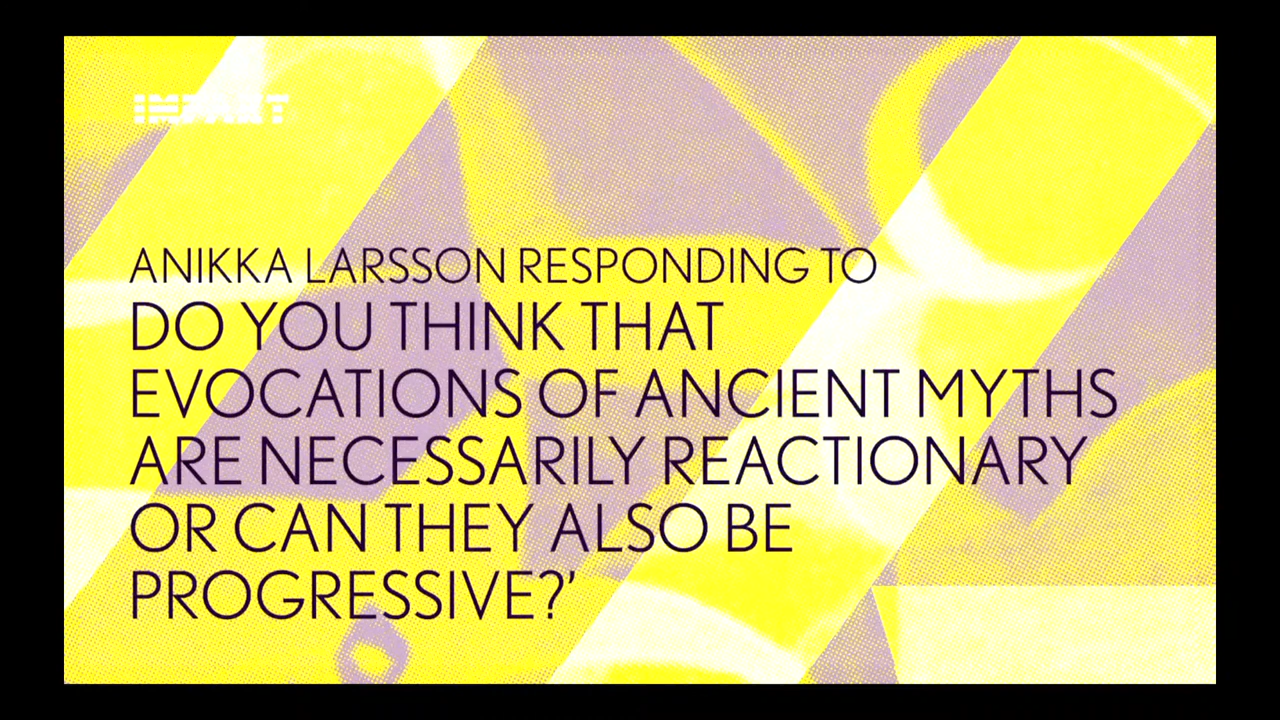 IMPAKT
ANIKKA LARSSON RESPONDING TO
DO YOU THINK THAT
EVOCATIONS OF ANCIENT MYTHS
ARE NECESSARILY REACTIONARY
OR CAN THEY ALSO BE
PROGRESSIVE?’